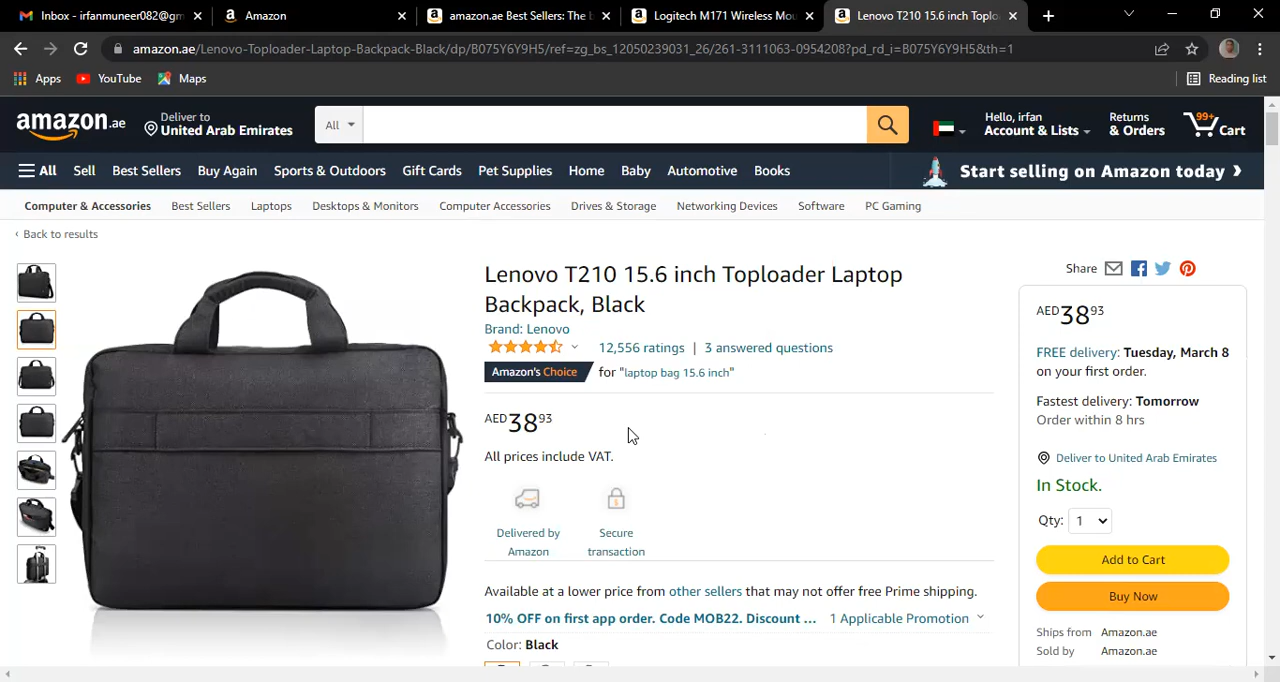 Inbox - irfanmuneer082@gm
Amazon
amazon.ae Best Sellers: The b
Logitech M171 Wireless Mou
Lenovo T210 15.6 inch Toplo
amazon.ae/Lenovo-Toploader-Laptop-Backpack-Black/dp/B075Y6Y9H5/ref=zg_bs_12050239031_26/261-3111063-0954208?pd_rd_i=B075Y6Y9H5&th=1
Apps YouTube Maps Reading list
amazon.ae
Deliver to
United Arab Emirates
All
Hello, irfan
Account & Lists
Returns
& Orders
99+
Cart
All Sell Best Sellers Buy Again Sports & Outdoors Gift Cards Pet Supplies Home Baby Automotive Books
Start selling on Amazon today
Computer & Accessories Best Sellers Laptops Desktops & Monitors Computer Accessories Drives & Storage Networking Devices Software PC Gaming
‹ Back to results
Lenovo T210 15.6 inch Toploader Laptop
Backpack, Black
Brand: Lenovo
12,556 ratings | 3 answered questions
Amazon's Choice for "laptop bag 15.6 inch"
AED 38 93
All prices include VAT.
Delivered by
Amazon
Secure
transaction
Available at a lower price from other sellers that may not offer free Prime shipping.
10% OFF on first app order. Code MOB22. Discount ... 1 Applicable Promotion
Color: Black
Share
AED 38 93
FREE delivery: Tuesday, March 8
on your first order.
Fastest delivery: Tomorrow
Order within 8 hrs
Deliver to United Arab Emirates
In Stock.
Qty: 1
Add to Cart
Buy Now
Ships from Amazon.ae
Sold by Amazon.ae